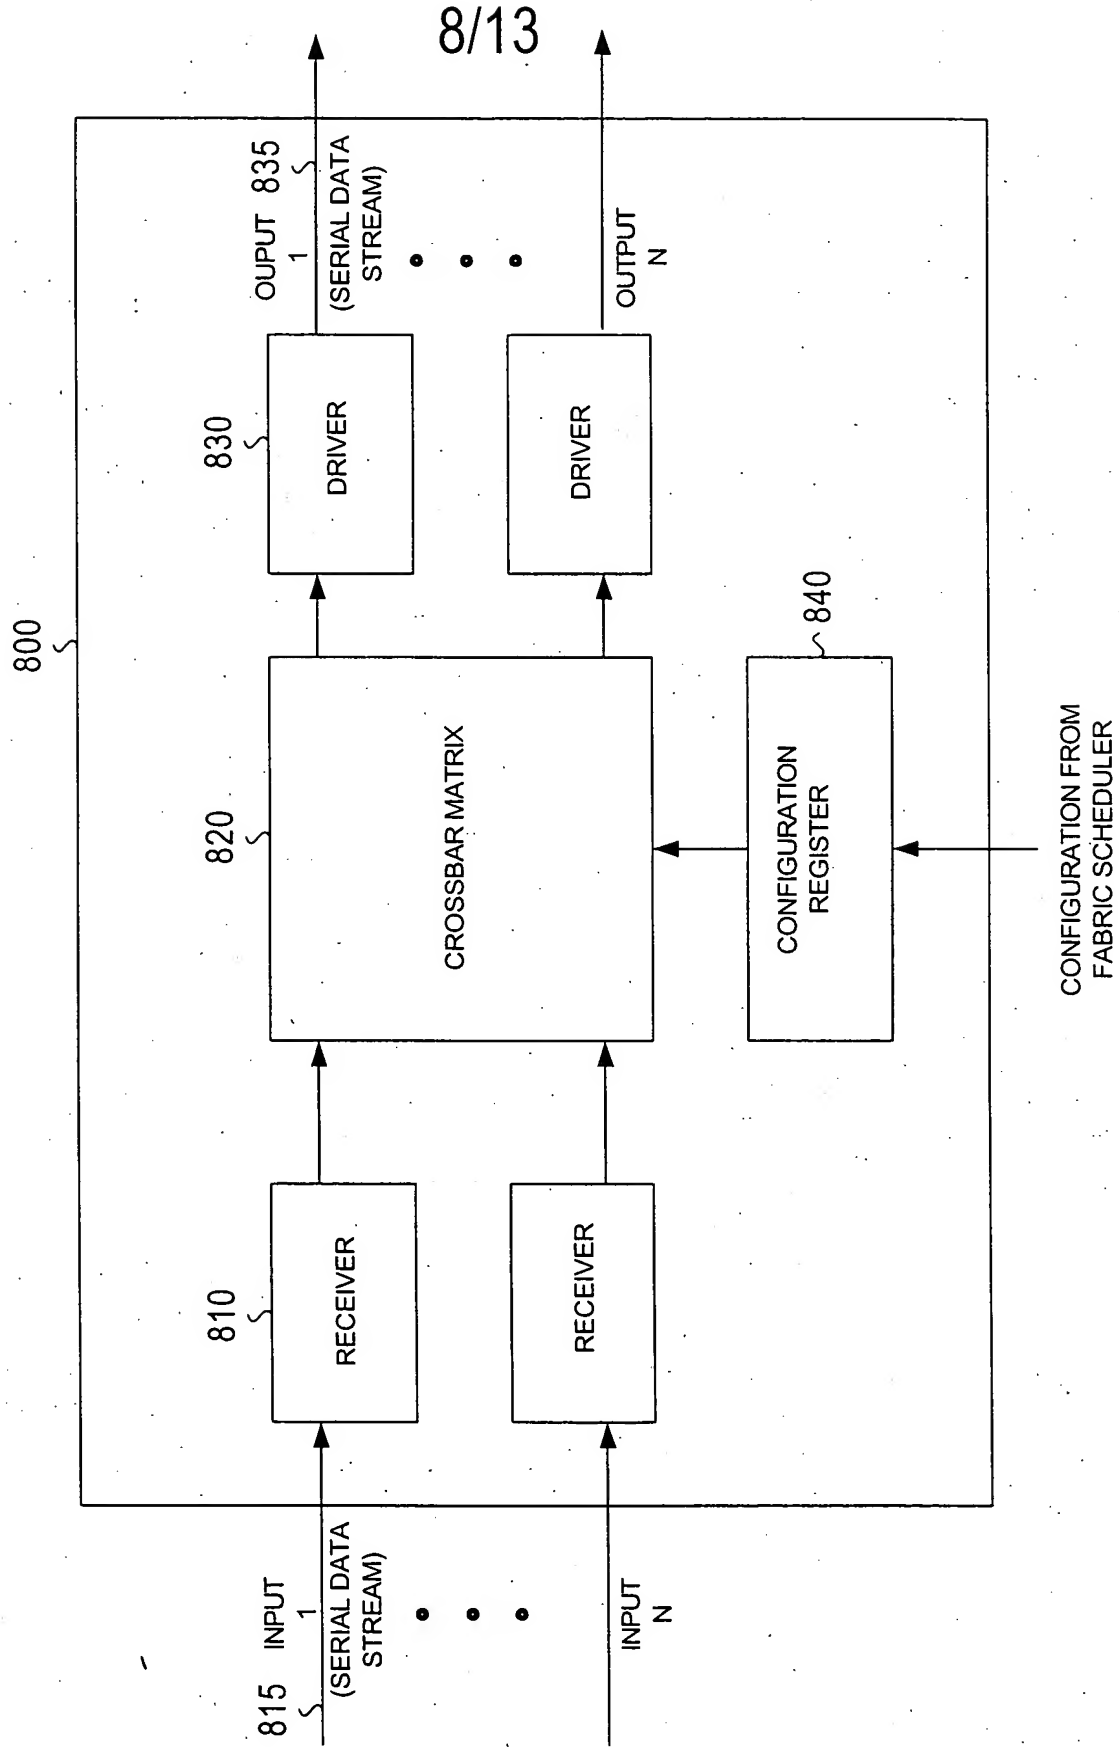 8/13
800
815
INPUT
1
(SERIAL DATA
STREAM)
INPUT
N
810
RECEIVER
RECEIVER
820
CROSSBAR MATRIX
CONFIGURATION
REGISTER
840
CONFIGURATION FROM
FABRIC SCHEDULER
830
DRIVER
DRIVER
OUPUT
1
835
(SERIAL DATA
STREAM)
OUTPUT
N